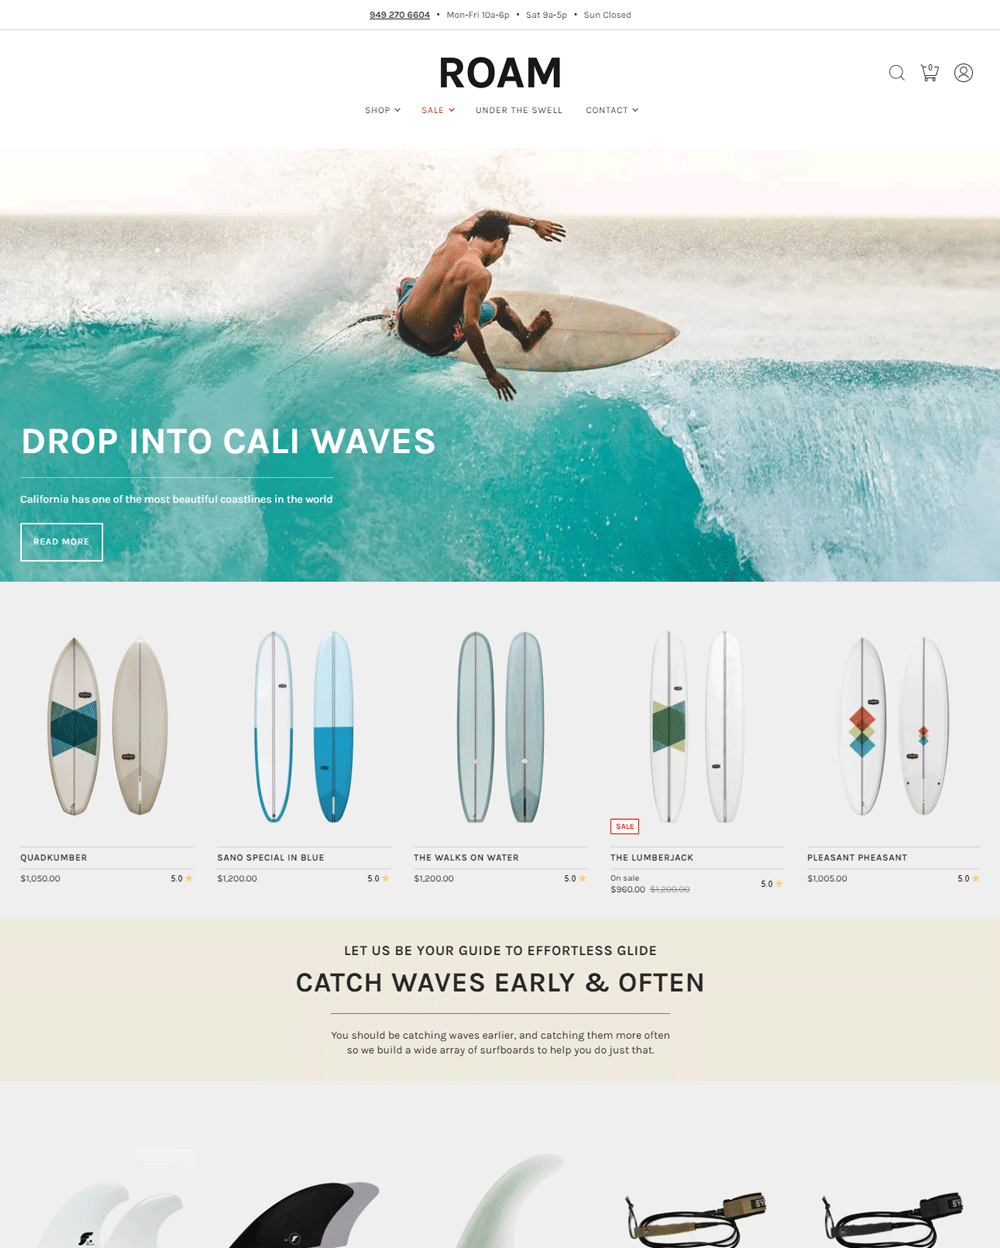 949 270 6604 • Mon-Fri 10a-6p • Sat 9a-5p • Sun Closed
ROAM
0
SHOP SALE UNDER THE SWELL CONTACT
DROP INTO CALI WAVES
California has one of the most beautiful coastlines in the world
READ MORE
SALE
QUADKUMBER
$1,050.00 5.0
SANO SPECIAL IN BLUE
$1,200.00 5.0
THE WALKS ON WATER
$1,200.00 5.0
THE LUMBERJACK
On sale
$960.00 $1,200.00 5.0
PLEASANT PHEASANT
$1,005.00 5.0
LET US BE YOUR GUIDE TO EFFORTLESS GLIDE
CATCH WAVES EARLY & OFTEN
You should be catching waves earlier, and catching them more often
so we build a wide array of surfboards to help you do just that.